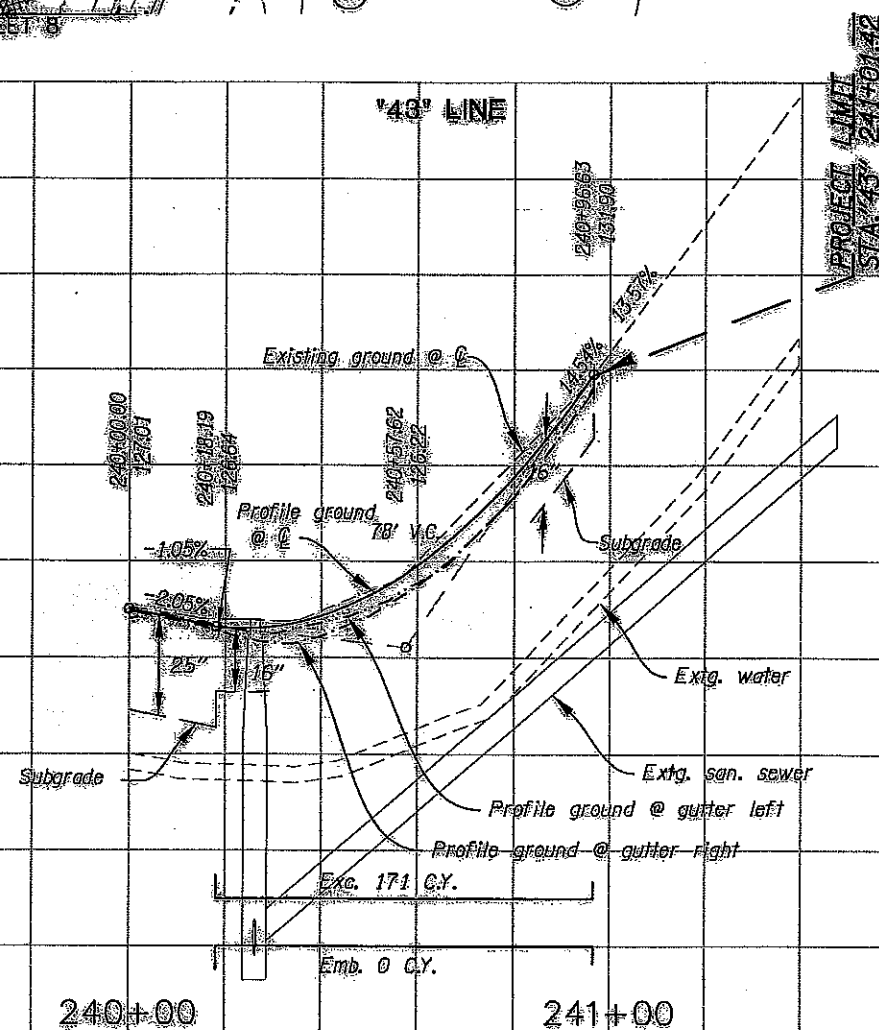 "43" LINE
PROJECT LIMIT
STA. "43" 241+01.42
240+96.63
131.90
13.57%
14.54%
Existing ground @ ℄
240+00.00
127.01
240+18.19
126.64
240+57.62
126.22
Profile ground
@ ℄
78' V.C.
16"
Subgrade
-1.05%
-2.05%
25"
16"
Extg. water
Subgrade
Extg. san. sewer
Profile ground @ gutter left
Profile ground @ gutter right
Exc. 171 C.Y.
Emb. 0 C.Y.
240+00
241+00